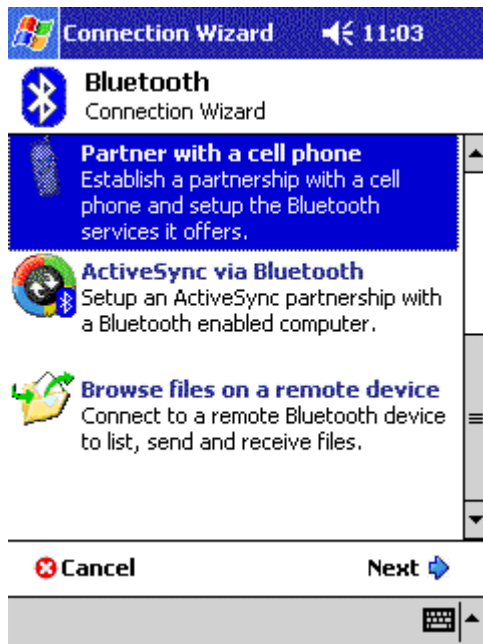 Connection Wizard 11:03
Bluetooth
Connection Wizard
Partner with a cell phone
Establish a partnership with a cell
phone and setup the Bluetooth
services it offers.
ActiveSync via Bluetooth
Setup an ActiveSync partnership with
a Bluetooth enabled computer.
Browse files on a remote device
Connect to a remote Bluetooth device
to list, send and receive files.
Cancel Next